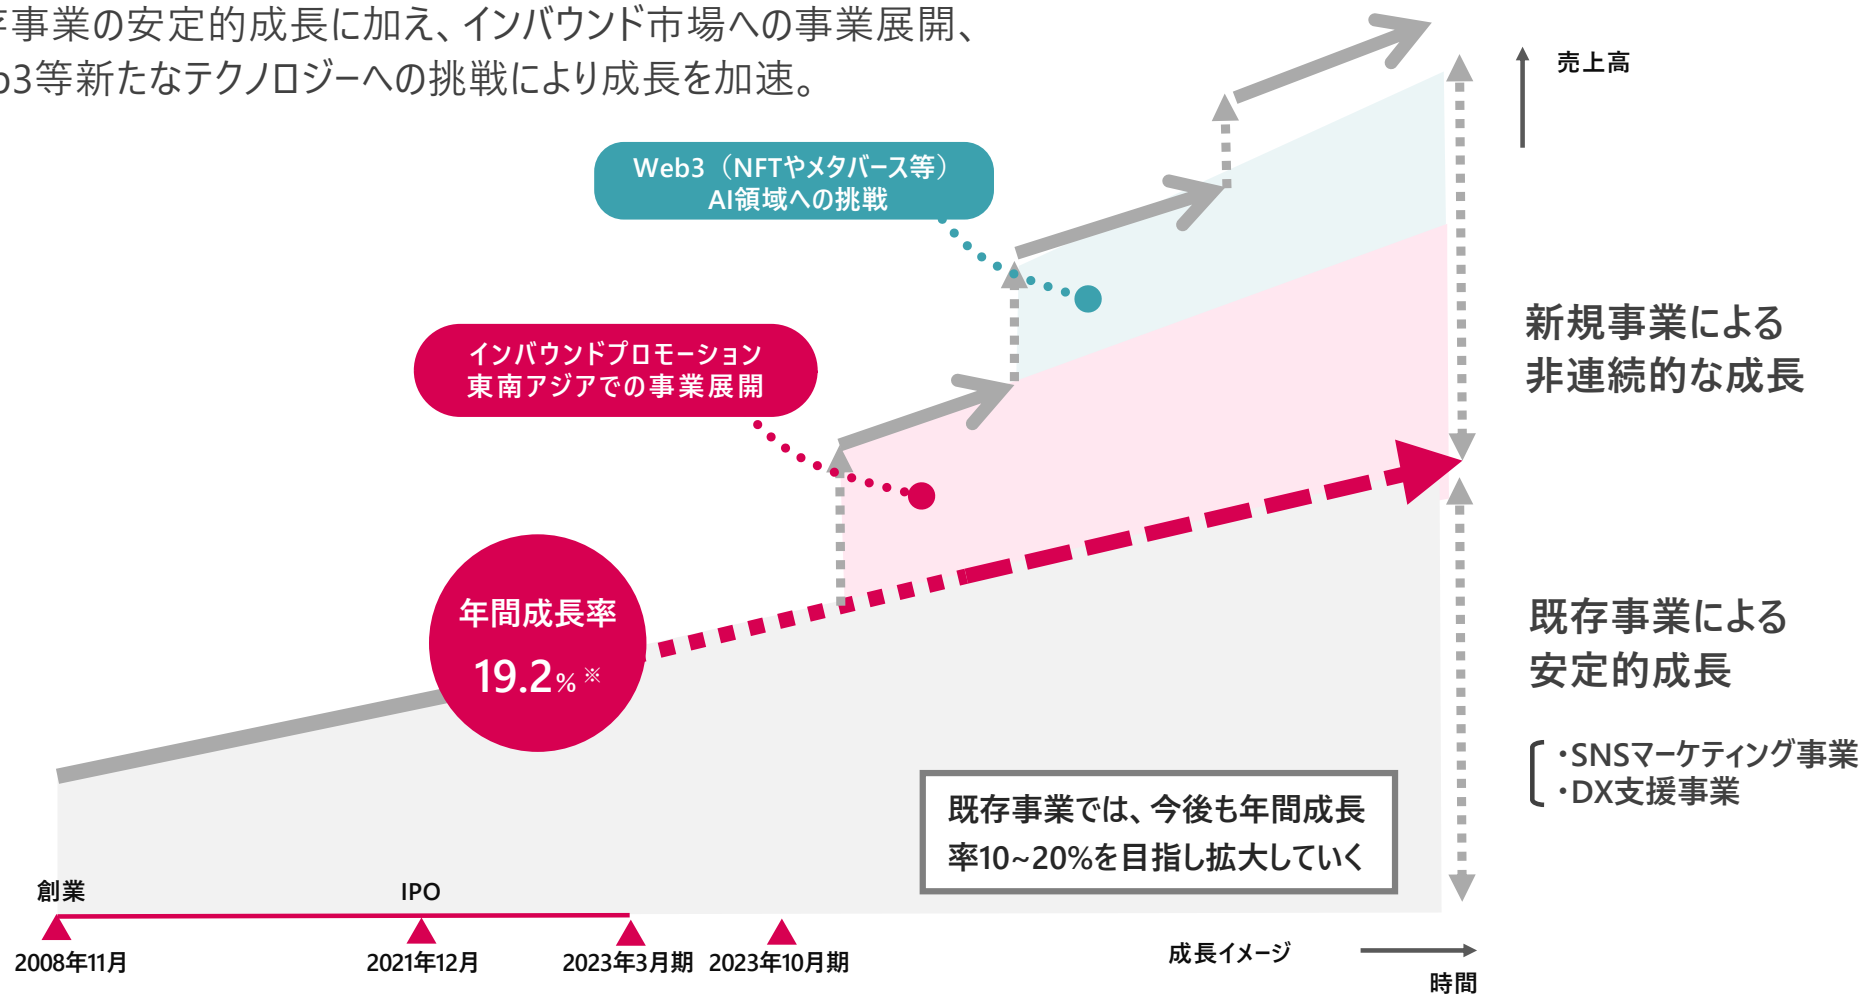 存事業の安定的成長に加え、インバウンド市場への事業展開、
b3等新たなテクノロジーへの挑戦により成長を加速。
売上高
Web3（NFTやメタバース等）
AI領域への挑戦
インバウンドプロモーション
東南アジアでの事業展開
新規事業による
非連続的な成長
年間成長率
19.2% ※
既存事業による
安定的成長
・SNSマーケティング事業
・DX支援事業
既存事業では、今後も年間成長
率10~20%を目指し拡大していく
創業
IPO
2008年11月
2021年12月
2023年3月期
2023年10月期
成長イメージ
時間